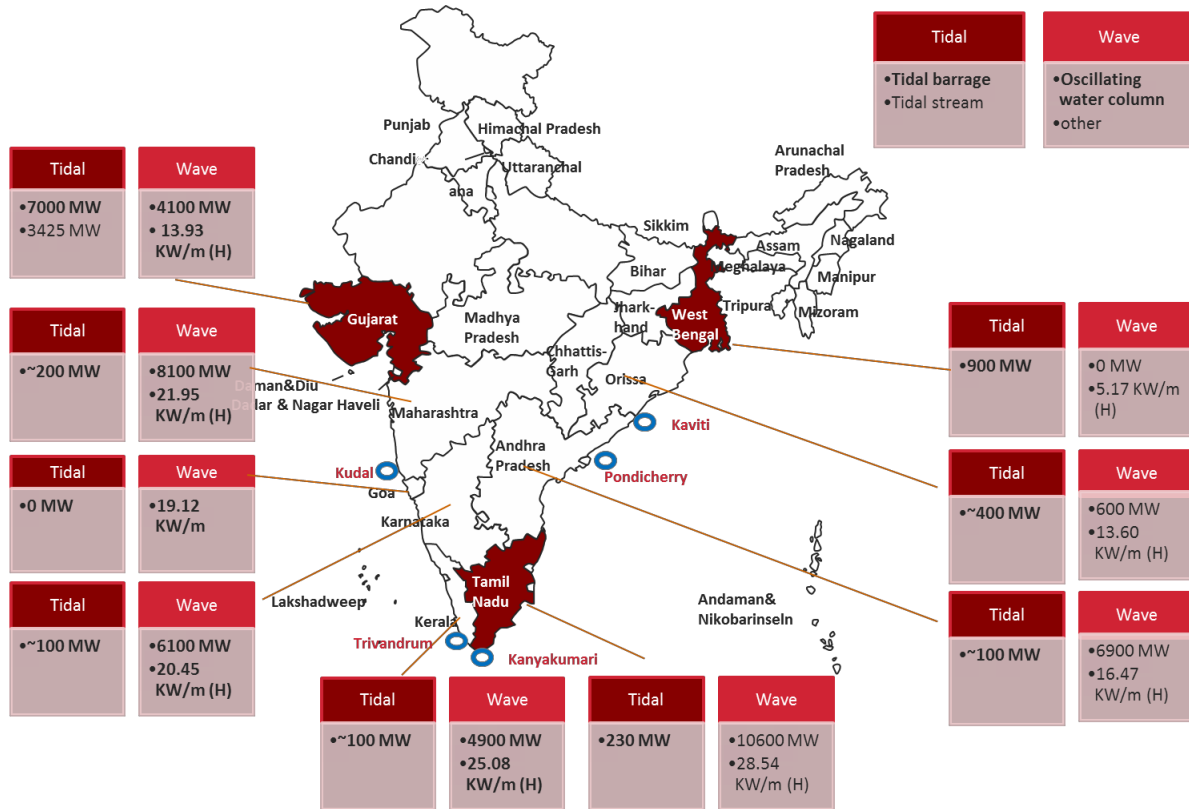 Tidal
Wave
•Tidal barrage
•Tidal stream
•Oscillating
water column
•other
Punjab
Himachal Pradesh
Chandi
Uttaranchal
ana
Arunachal
Pradesh
Sikkim
Assam
Nagaland
Meghalaya
Bihar
Manipur
Tripura
Mizoram
Jhark-
hand
West
Bengal
Gujarat
Madhya
Pradesh
Chhattis-
Garh
Orissa
Daman&Diu
Dadar & Nagar Haveli
Maharashtra
Kaviti
Andhra
Pradesh
Pondicherry
Kudal
Goa
Karnataka
Tamil
Nadu
Lakshadweep
Kerala
Trivandrum
Kanyakumari
Andaman&
Nikobarinseln
Tidal
Wave
•7000 MW
•3425 MW
•4100 MW
• 13.93
KW/m (H)
Tidal
Wave
•~200 MW
•8100 MW
•21.95
KW/m (H)
Tidal
Wave
•0 MW
•19.12
KW/m
Tidal
Wave
•~100 MW
•6100 MW
•20.45
KW/m (H)
Tidal
Wave
•~100 MW
•4900 MW
•25.08
KW/m (H)
Tidal
Wave
•230 MW
•10600 MW
•28.54
KW/m (H)
Tidal
Wave
•900 MW
•0 MW
•5.17 KW/m
(H)
Tidal
Wave
•~400 MW
•600 MW
•13.60
KW/m (H)
Tidal
Wave
•~100 MW
•6900 MW
•16.47
KW/m (H)